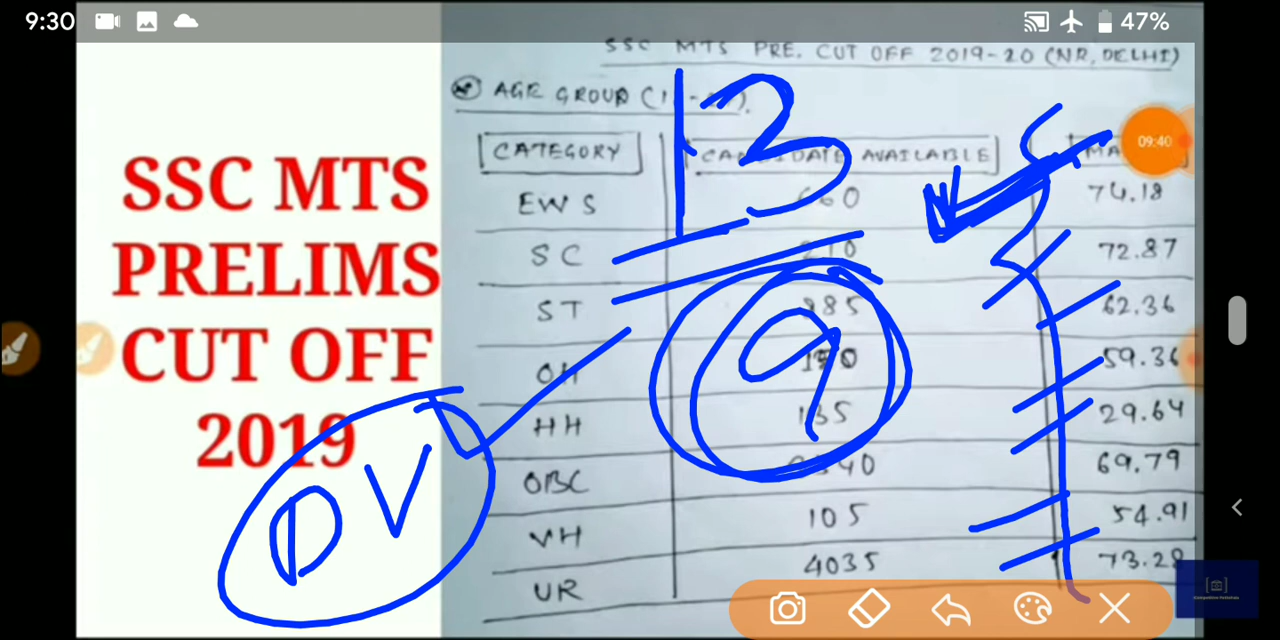 9:30
47%
SSC MTS
PRELIMS
CUT OFF
2019
SSC MTS PRE. CUT OFF 2019-20 (NR, DELHI)
AGE GROUP
09:40
CATEGORY AVAILABLE
EWS 74.18
SC 72.87
ST 62.36
OH 59.36
HH 135 29.64
OBC 69.79
VH 105 54.91
UR 4035 73.28
13
9
DV